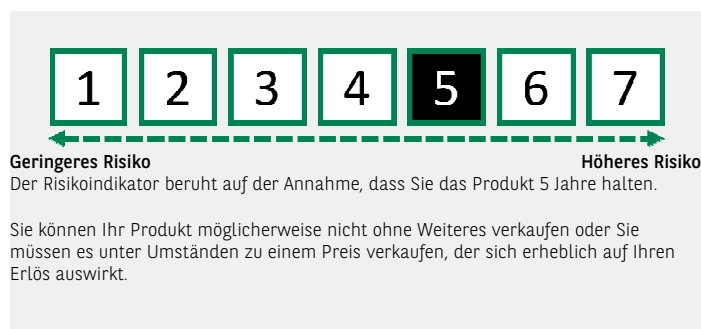 1 2 3 4 5 6 7
Geringeres Risiko Höheres Risiko
Der Risikoindikator beruht auf der Annahme, dass Sie das Produkt 5 Jahre halten.
Sie können Ihr Produkt möglicherweise nicht ohne Weiteres verkaufen oder Sie
müssen es unter Umständen zu einem Preis verkaufen, der sich erheblich auf Ihren
Erlös auswirkt.